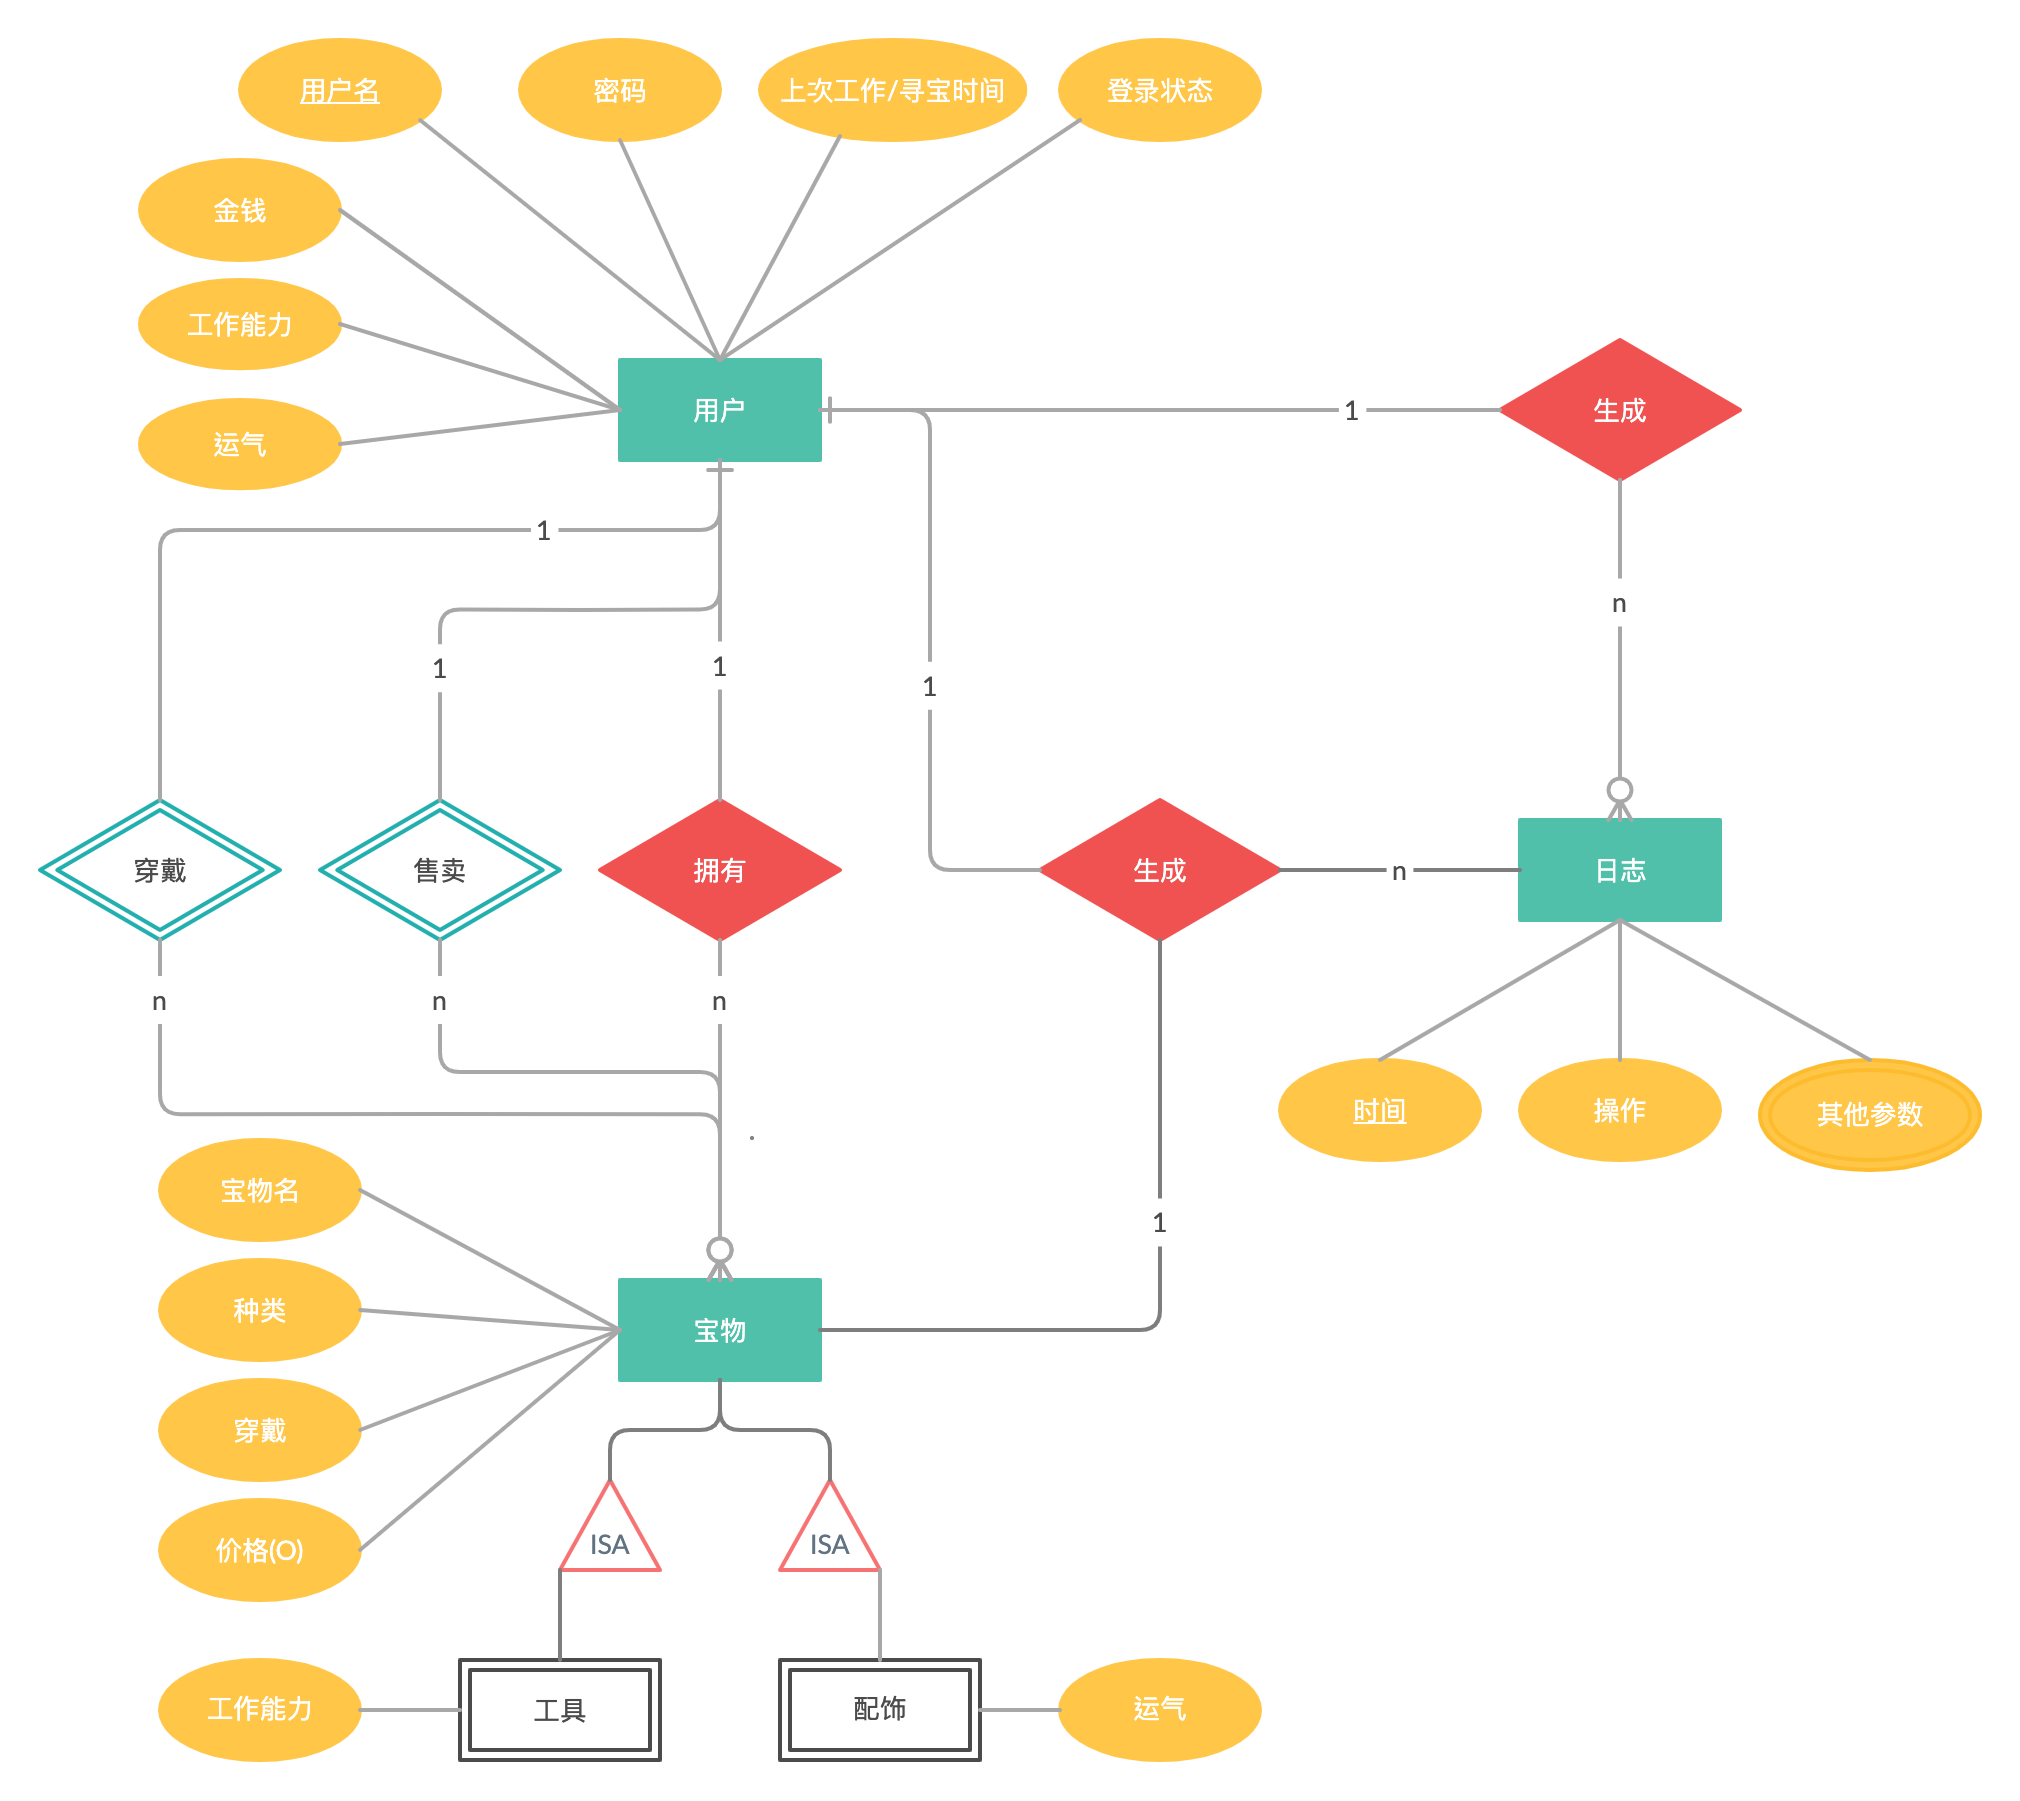 用户名
密码
上次工作/寻宝时间
登录状态
金钱
工作能力
运气
用户
1
生成
1
n
1
1
1
穿戴
售卖
拥有
生成
n
日志
n
n
n
时间
操作
其他参数
宝物名
1
种类
宝物
穿戴
价格(O)
ISA
ISA
工作能力
工具
配饰
运气